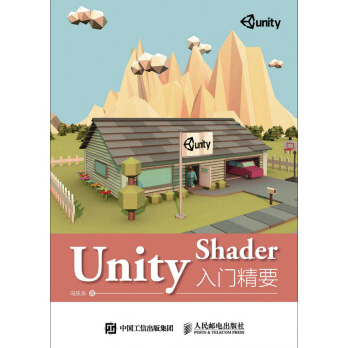 unity
unity
Shader
Unity
入门精要
冯乐乐 著
中国工信出版集团
人民邮电出版社
POSTS & TELECOM PRESS